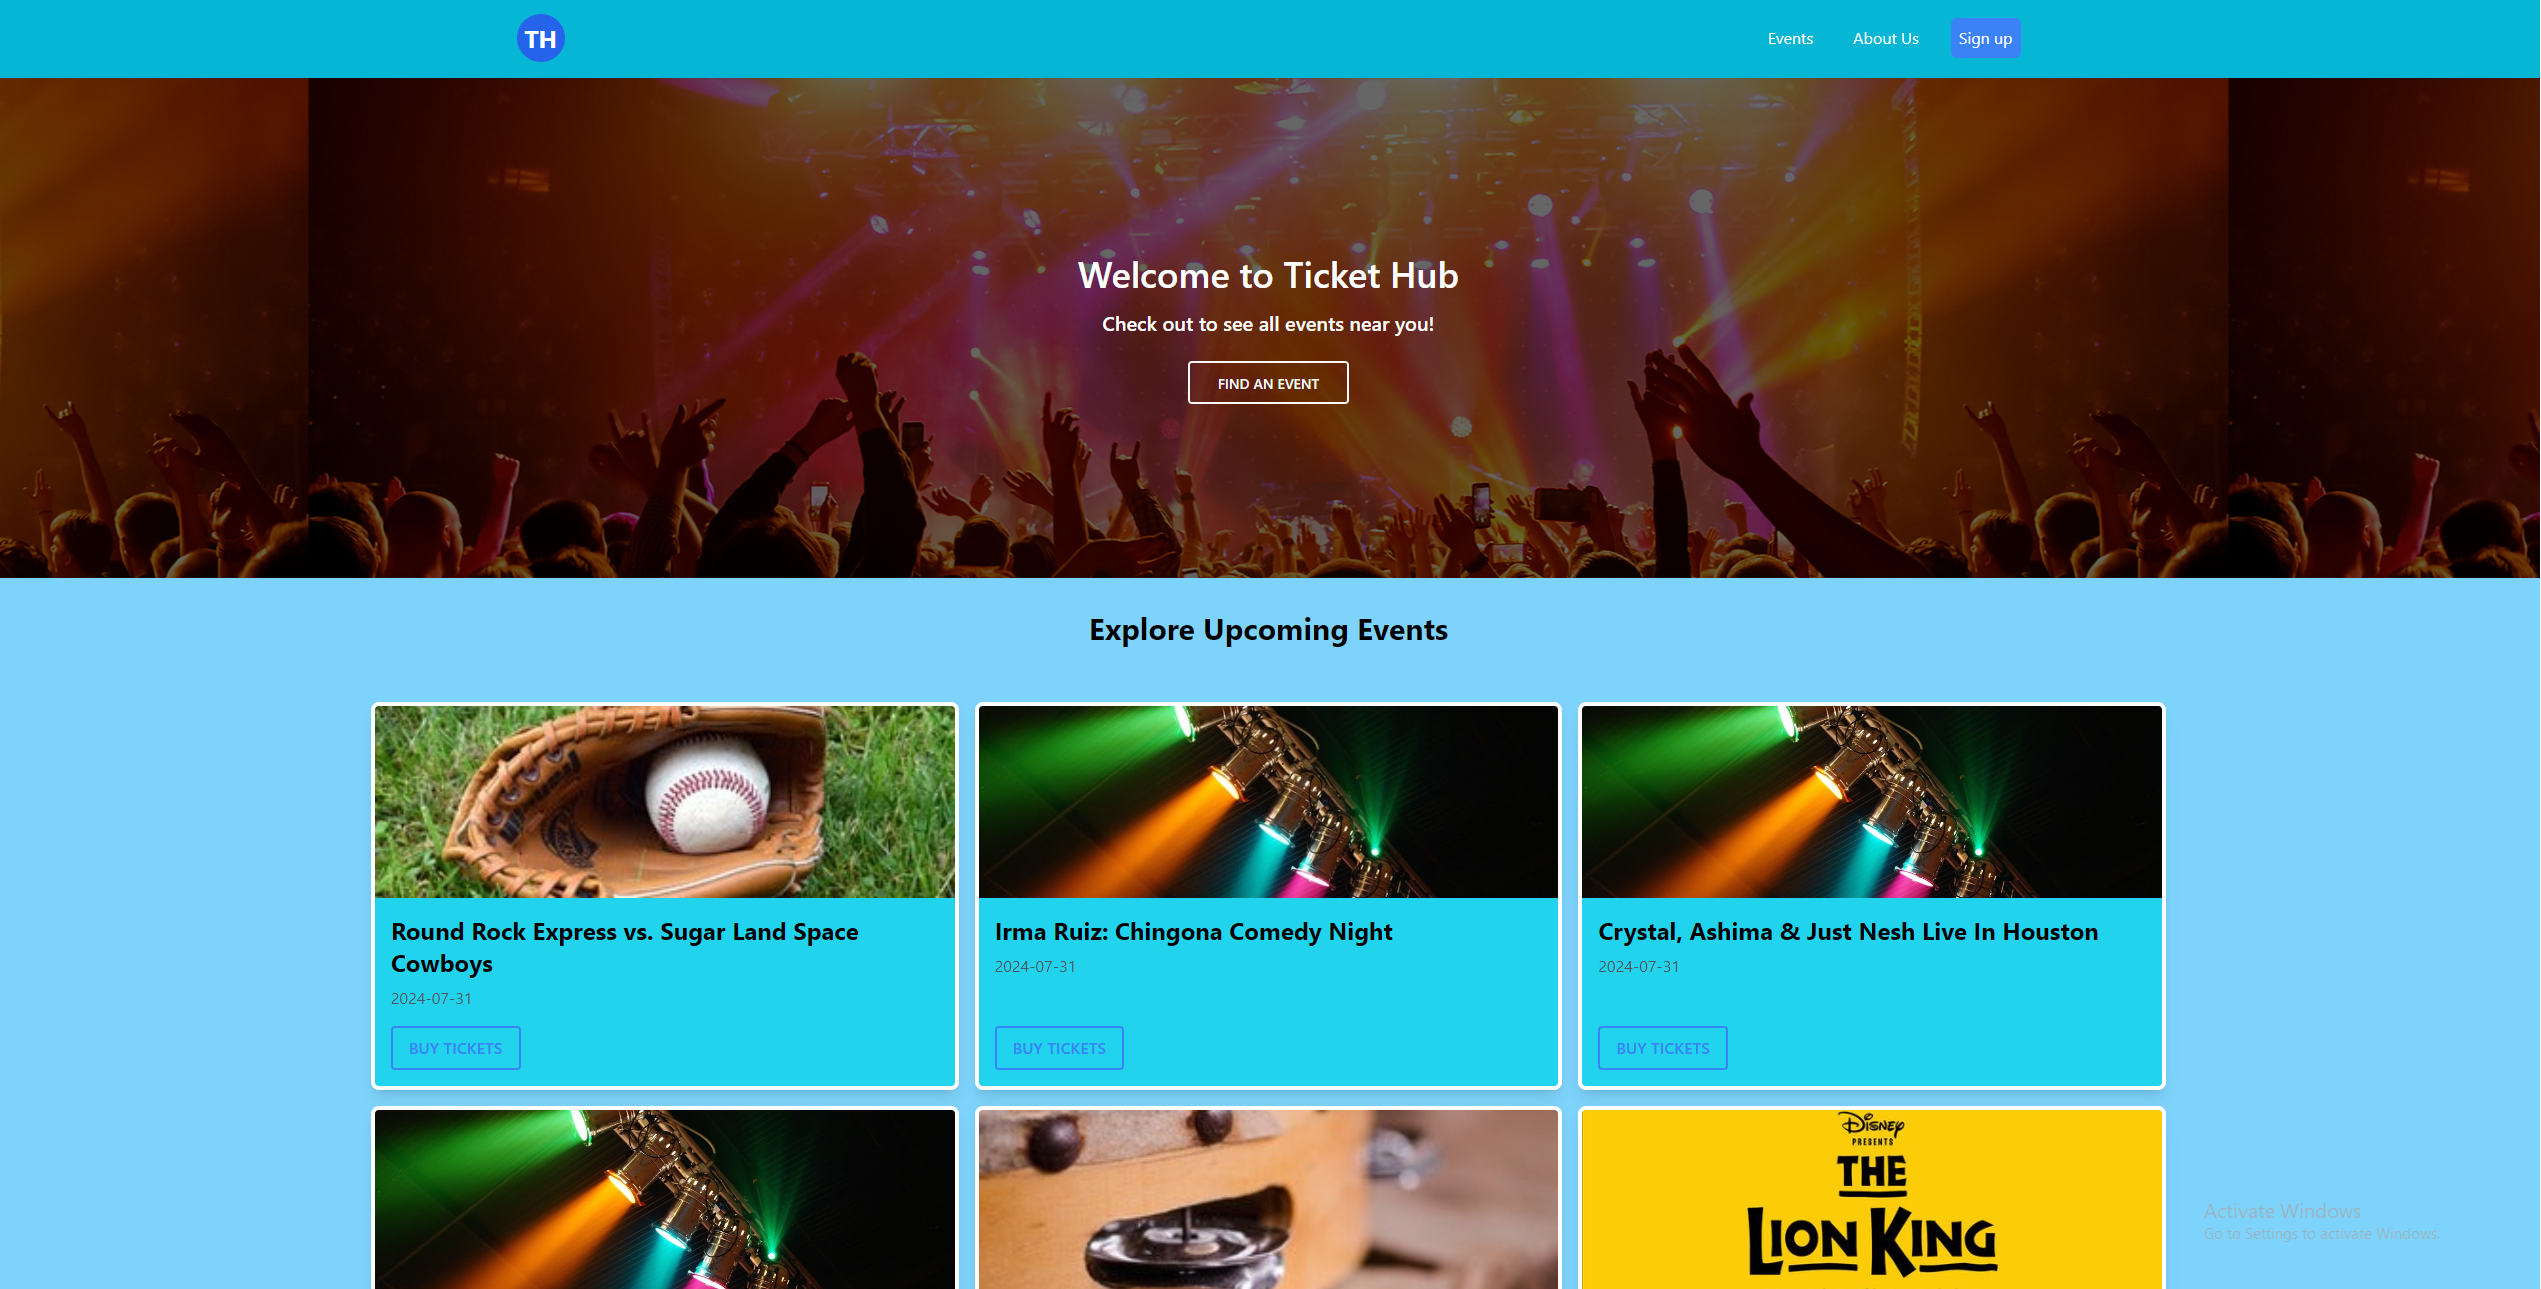 TH
Events
About Us
Sign up
Welcome to Ticket Hub
Check out to see all events near you!
FIND AN EVENT
Explore Upcoming Events
Round Rock Express vs. Sugar Land Space
Cowboys
2024-07-31
BUY TICKETS
Irma Ruiz: Chingona Comedy Night
2024-07-31
BUY TICKETS
Crystal, Ashima & Just Nesh Live In Houston
2024-07-31
BUY TICKETS
DISNEY
PRESENTS
THE
LION KING
Activate Windows
Go to Settings to activate Windows.